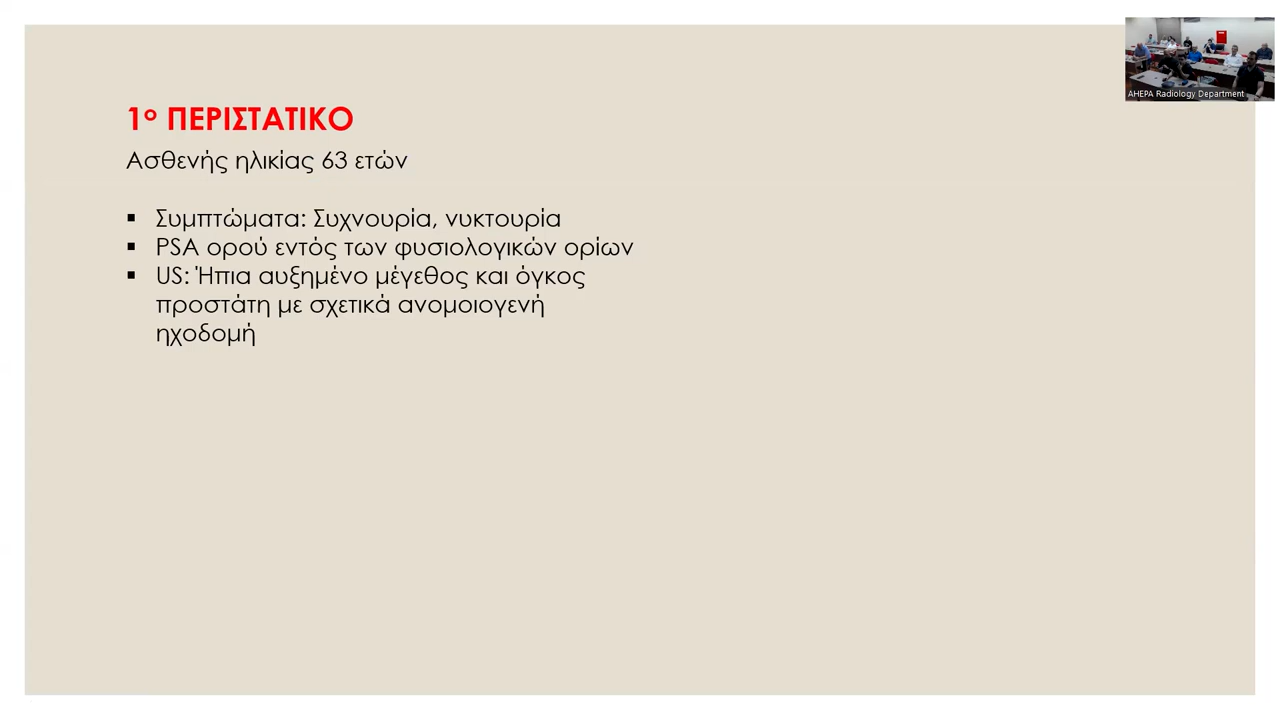 1ο ΠΕΡΙΣΤΑΤΙΚΟ
Ασθενής ηλικίας 63 ετών
▪ Συμπτώματα: Συχνουρία, νυκτουρία
▪ PSA ορού εντός των φυσιολογικών ορίων
▪ US: Ήπια αυξημένο μέγεθος και όγκος
προστάτη με σχετικά ανομοιογενή
ηχοδομή
AHEPA Radiology Department